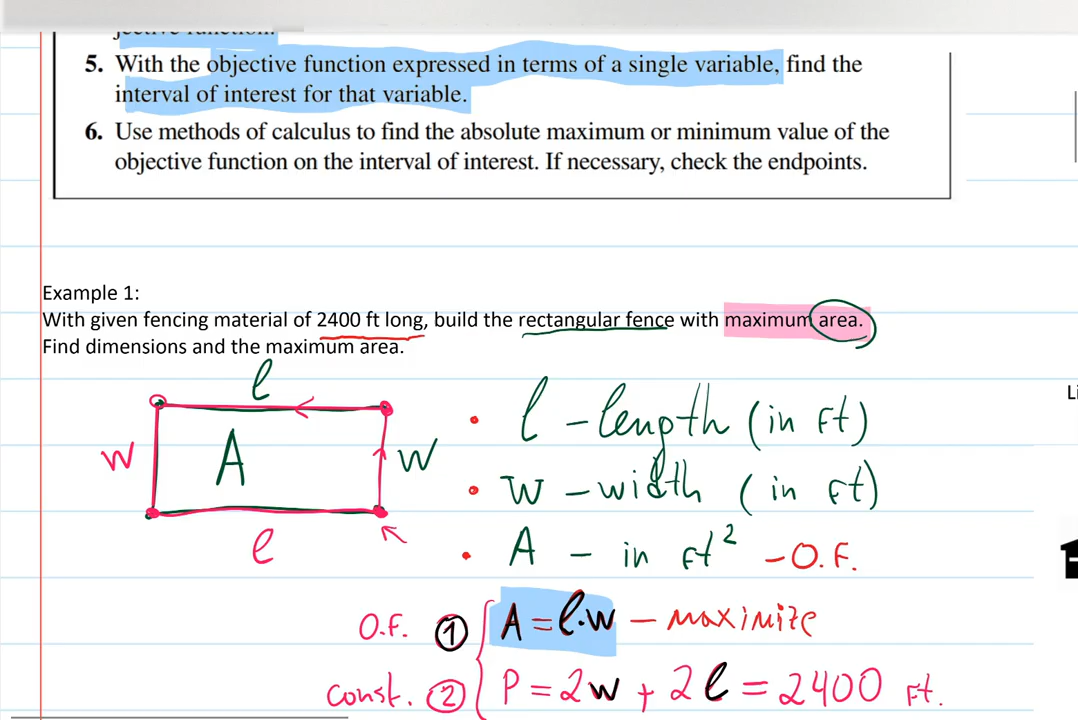 5. With the objective function expressed in terms of a single variable, find the
interval of interest for that variable.
6. Use methods of calculus to find the absolute maximum or minimum value of the
objective function on the interval of interest. If necessary, check the endpoints.
Example 1:
With given fencing material of 2400 ft long, build the rectangular fence with maximum area.
Find dimensions and the maximum area.
l
w A w
l
• l – length (in ft)
• w – width (in ft)
• A – in ft² – O.F.
O.F. ① A = l·w – maximize
Const. ② P = 2w + 2l = 2400 ft.